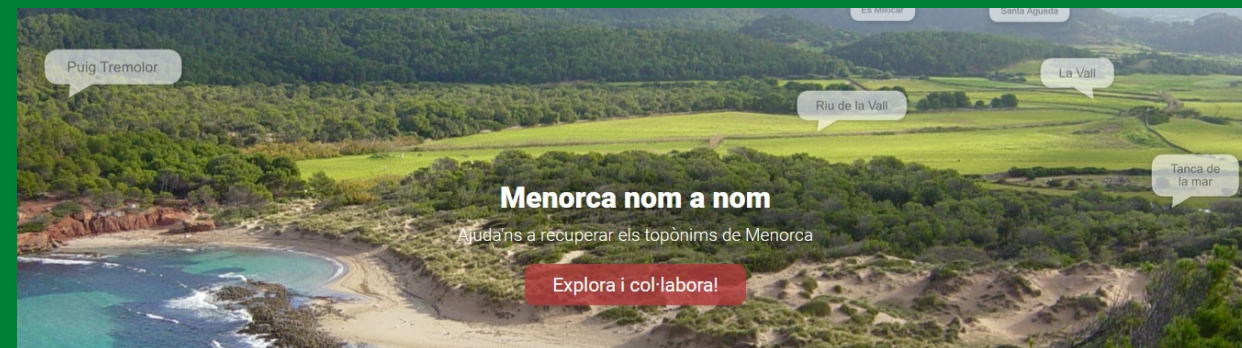 Es Milocar
Santa Agueda
Puig Tremolor
La Vall
Riu de la Vall
Tanca de
la mar
Menorca nom a nom
Ajuda'ns a recuperar els topònims de Menorca
Explora i col·labora!